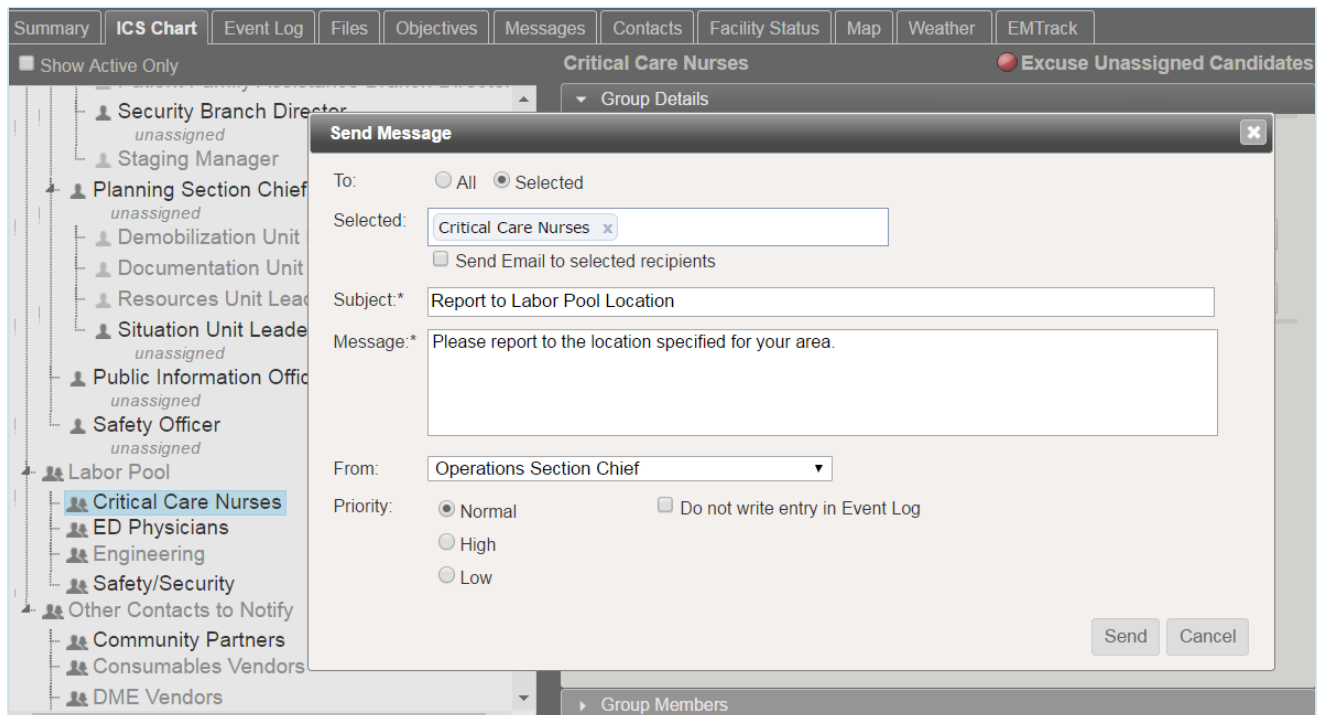 Summary ICS Chart Event Log Files Objectives Messages Contacts Facility Status Map Weather EMTrack
Show Active Only
Critical Care Nurses
Excuse Unassigned Candidates
Group Details
Security Branch Director
unassigned
Staging Manager
Planning Section Chief
unassigned
Demobilization Unit
Documentation Unit
Resources Unit Lead
Situation Unit Leade
unassigned
Public Information Offic
unassigned
Safety Officer
unassigned
Labor Pool
Critical Care Nurses
ED Physicians
Engineering
Safety/Security
Other Contacts to Notify
Community Partners
Consumables Vendors
DME Vendors
Send Message
To: All Selected
Selected: Critical Care Nurses x
Send Email to selected recipients
Subject:* Report to Labor Pool Location
Message:* Please report to the location specified for your area.
From: Operations Section Chief
Priority: Normal Do not write entry in Event Log
High
Low
Send Cancel
Group Members